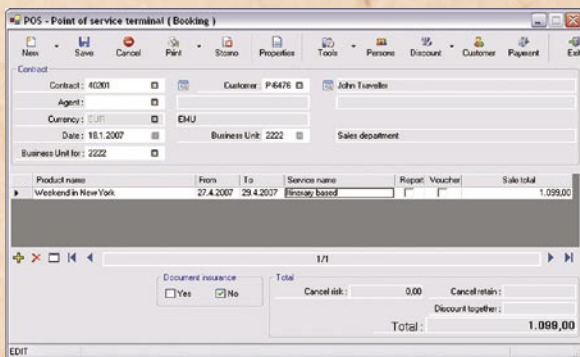 POS - Point of service terminal ( Booking )
New Save Cancel Print Storno Properties Tools Persons Discount Customer Payment Exit
Contract
Contract : 40201 Customer : P-6476 John Traveller
Agent :
Currency : EUR EMU
Date : 18.1.2007 Business Unit: 2222 Sales department
Business Unit for : 2222
Product name From To Service name Report Voucher Sale total
Weekend in New York 27.4.2007 29.4.2007 Itinerary based 1.099,00
1/1
Document insurance Total
Yes No Cancel risk : 0,00 Cancel retain :
Discount together :
Total : 1.098,00
EDIT